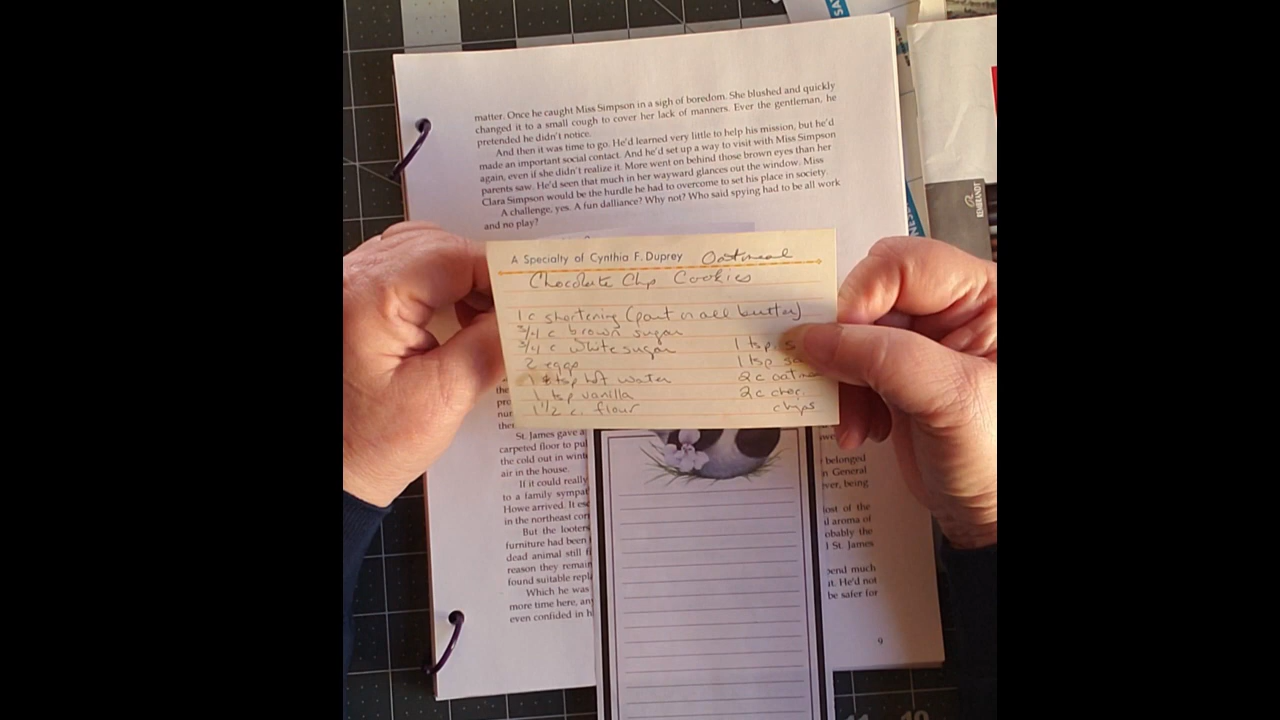 matter. Once he caught Miss Simpson in a sigh of boredom. She blushed and quickly
changed it to a small cough to cover her lack of manners. Ever the gentleman, he
pretended he didn't notice.
And then it was time to go. He'd learned very little to help his mission, but he'd
made an important social contact. And he'd set up a way to visit with Miss Simpson
again, even if she didn't realize it. More went on behind those brown eyes than her
parents saw. He'd seen that much in her wayward glances out the window. Miss
Clara Simpson would be the hurdle he had to overcome to set his place in society.
A challenge, yes. A fun dalliance? Why not? Who said spying had to be all work
and no play?
A Specialty of Cynthia F. Duprey Oatmeal
Chocolate Chip Cookies
1 c shortening (part or all butter)
3/4 c brown sugar
3/4 c white sugar 1 tsp. s
2 eggs 1 tsp sa
1 tsp hot water 2 c oatm
1 tsp vanilla 2 c choc.
1 1/2 c. flour chips
St. James gave a
carpeted floor to pul
the cold out in wint
air in the house.
If it could really
to a family sympat
Howe arrived. It es
in the northeast cor
But the looters
furniture had been
dead animal still f
reason they remain
found suitable repl
Which he was
more time here, an
even confided in h
belonged
n General
ver, being
ost of the
d aroma of
obably the
l St. James
pend much
it. He'd not
be safer for
9
REMBRANDT